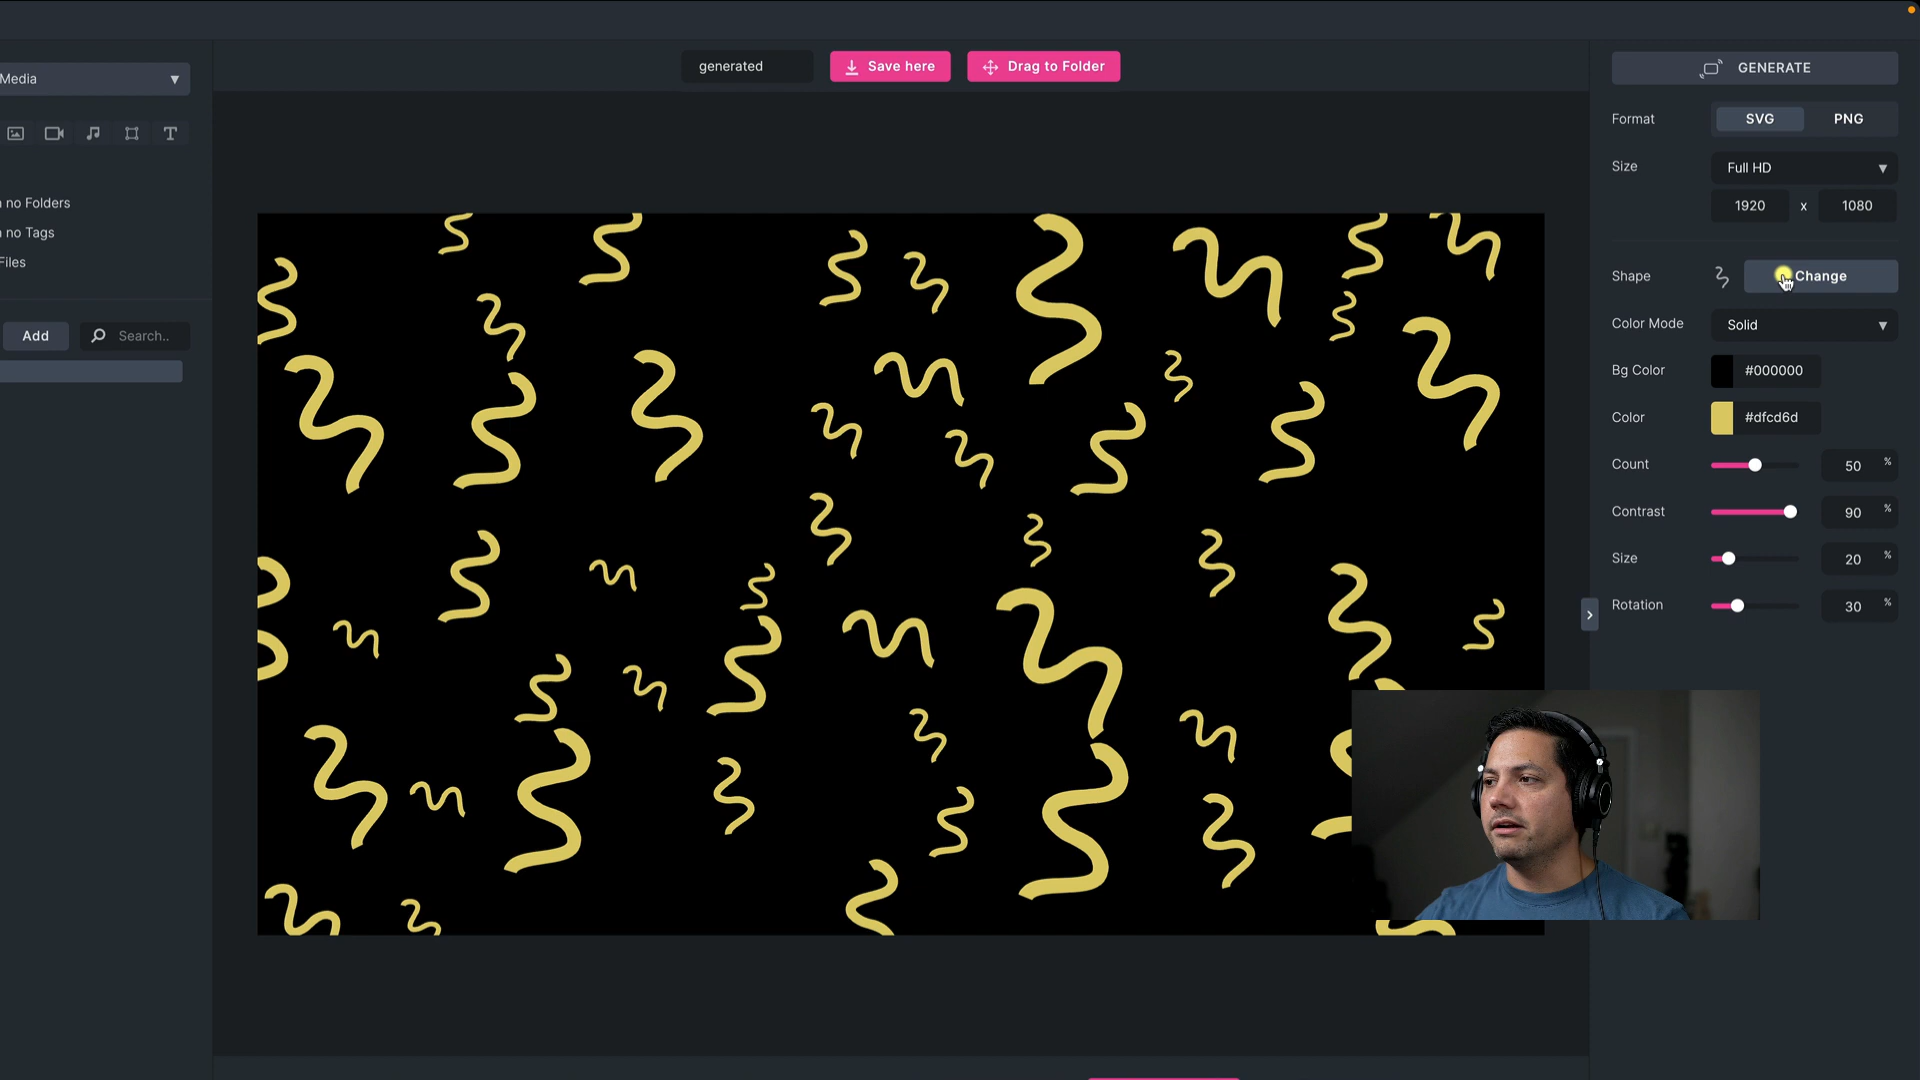 generated
Save here
Drag to Folder
GENERATE
Media
Format
SVG
PNG
Size
Full HD
1920 x 1080
no Folders
no Tags
Files
Shape
Change
Color Mode
Solid
Add
Search..
Bg Color
#000000
Color
#dfcd6d
Count
50 %
Contrast
90 %
Size
20 %
Rotation
30 %